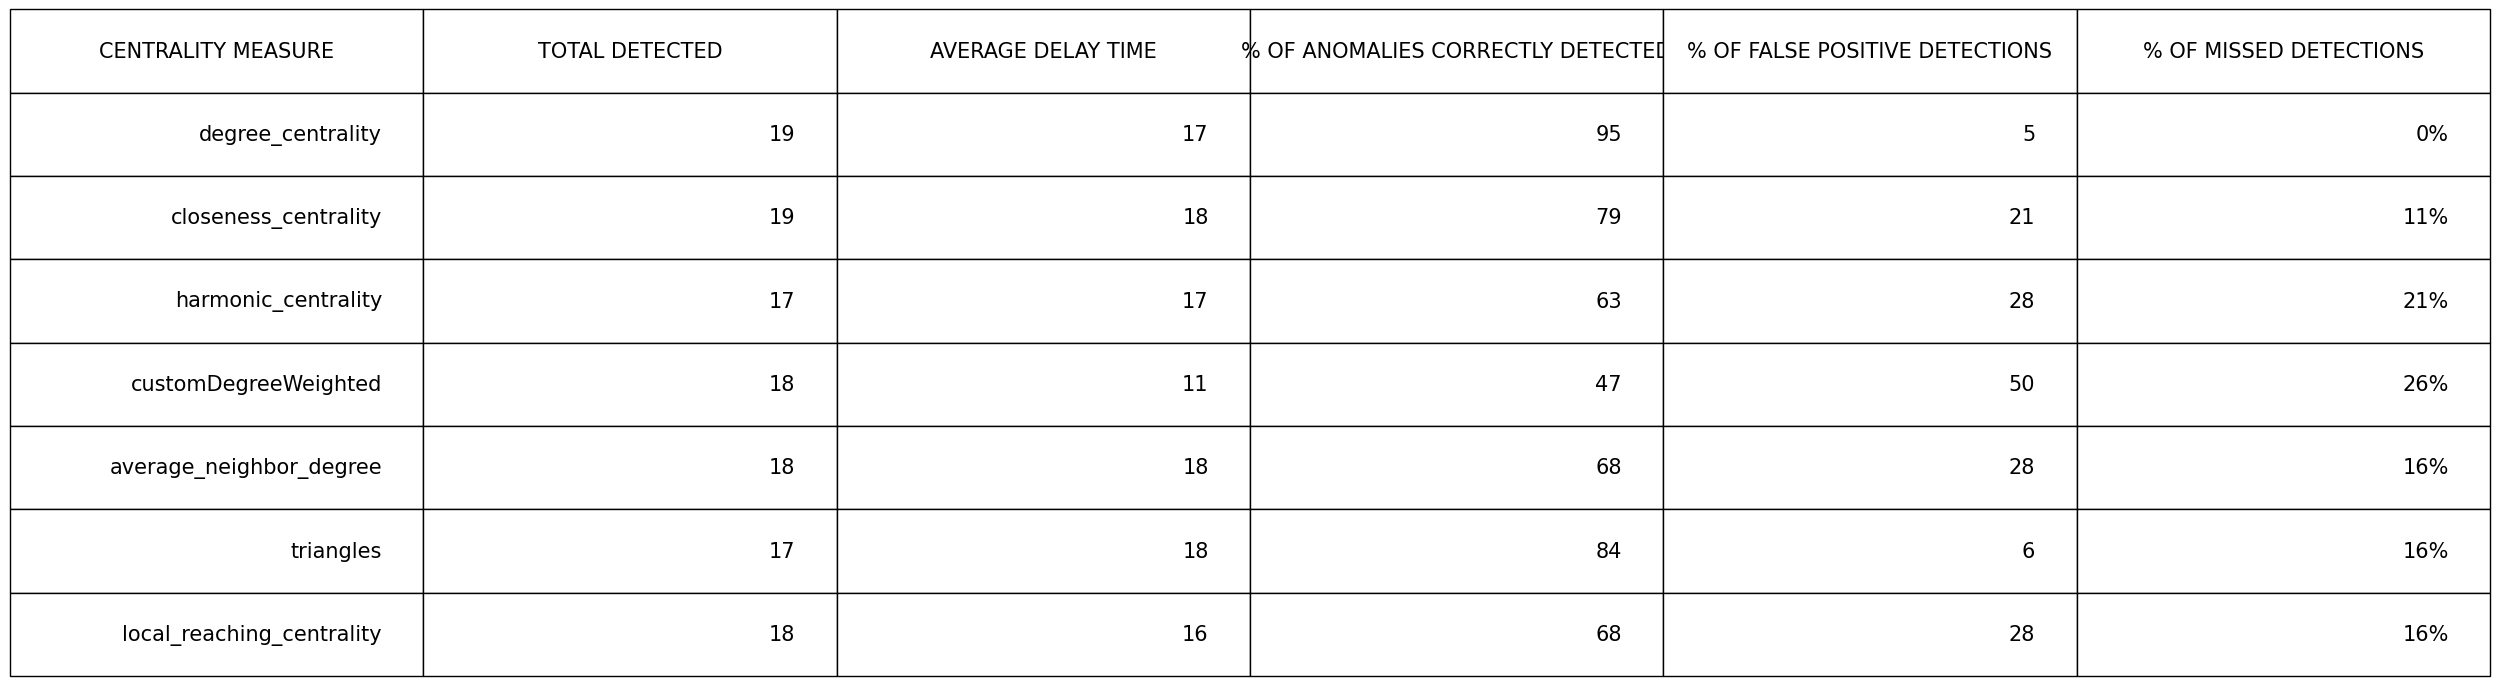 CENTRALITY MEASURE TOTAL DETECTED AVERAGE DELAY TIME % OF ANOMALIES CORRECTLY DETECTED % OF FALSE POSITIVE DETECTIONS % OF MISSED DETECTIONS
degree_centrality 19 17 95 5 0%
closeness_centrality 19 18 79 21 11%
harmonic_centrality 17 17 63 28 21%
customDegreeWeighted 18 11 47 50 26%
average_neighbor_degree 18 18 68 28 16%
triangles 17 18 84 6 16%
local_reaching_centrality 18 16 68 28 16%